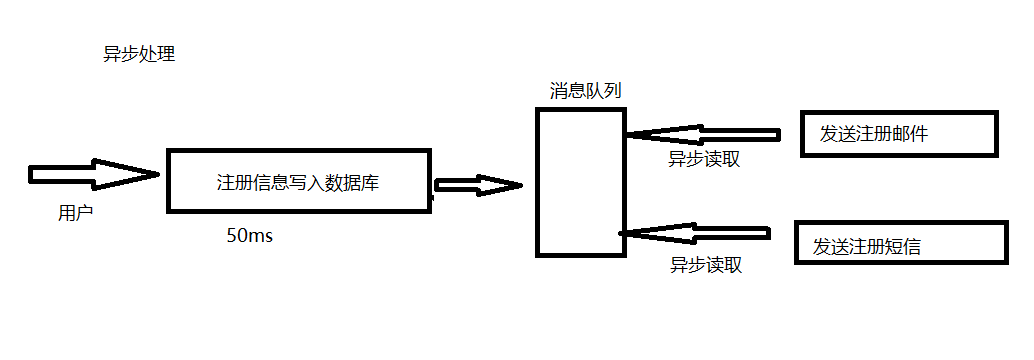 异步处理
消息队列
发送注册邮件
异步读取
注册信息写入数据库
用户
50ms
发送注册短信
异步读取